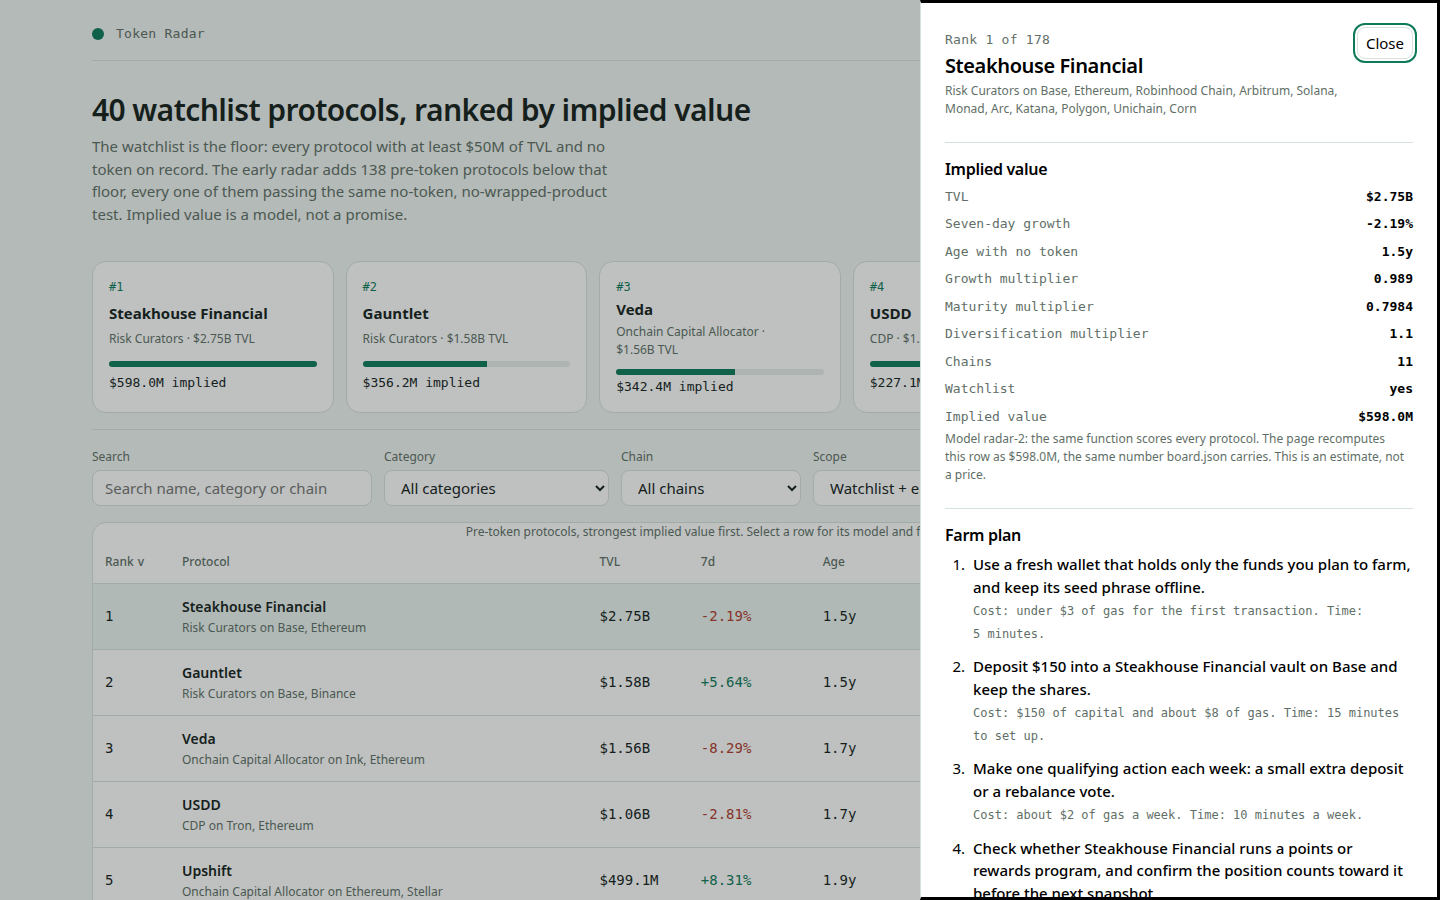 Token Radar
40 watchlist protocols, ranked by implied value
The watchlist is the floor: every protocol with at least $50M of TVL and no
token on record. The early radar adds 138 pre-token protocols below that
floor, every one of them passing the same no-token, no-wrapped-product
test. Implied value is a model, not a promise.
#1
Steakhouse Financial
Risk Curators · $2.75B TVL
$598.0M implied
#2
Gauntlet
Risk Curators · $1.58B TVL
$356.2M implied
#3
Veda
Onchain Capital Allocator ·
$1.56B TVL
$342.4M implied
#4
USDD
CDP · $1.
$227.1M
Search
Category
Chain
Scope
Search name, category or chain
All categories
All chains
Watchlist + e
Pre-token protocols, strongest implied value first. Select a row for its model and f
Rank v Protocol TVL 7d Age
1 Steakhouse Financial $2.75B -2.19% 1.5y
Risk Curators on Base, Ethereum
2 Gauntlet $1.58B +5.64% 1.5y
Risk Curators on Base, Binance
3 Veda $1.56B -8.29% 1.7y
Onchain Capital Allocator on Ink, Ethereum
4 USDD $1.06B -2.81% 1.7y
CDP on Tron, Ethereum
5 Upshift $499.1M +8.31% 1.9y
Onchain Capital Allocator on Ethereum, Stellar
Rank 1 of 178
Close
Steakhouse Financial
Risk Curators on Base, Ethereum, Robinhood Chain, Arbitrum, Solana,
Monad, Arc, Katana, Polygon, Unichain, Corn
Implied value
TVL $2.75B
Seven-day growth -2.19%
Age with no token 1.5y
Growth multiplier 0.989
Maturity multiplier 0.7984
Diversification multiplier 1.1
Chains 11
Watchlist yes
Implied value $598.0M
Model radar-2: the same function scores every protocol. The page recomputes
this row as $598.0M, the same number board.json carries. This is an estimate, not
a price.
Farm plan
1. Use a fresh wallet that holds only the funds you plan to farm,
and keep its seed phrase offline.
Cost: under $3 of gas for the first transaction. Time:
5 minutes.
2. Deposit $150 into a Steakhouse Financial vault on Base and
keep the shares.
Cost: $150 of capital and about $8 of gas. Time: 15 minutes
to set up.
3. Make one qualifying action each week: a small extra deposit
or a rebalance vote.
Cost: about $2 of gas a week. Time: 10 minutes a week.
4. Check whether Steakhouse Financial runs a points or
rewards program, and confirm the position counts toward it
before the next snapshot